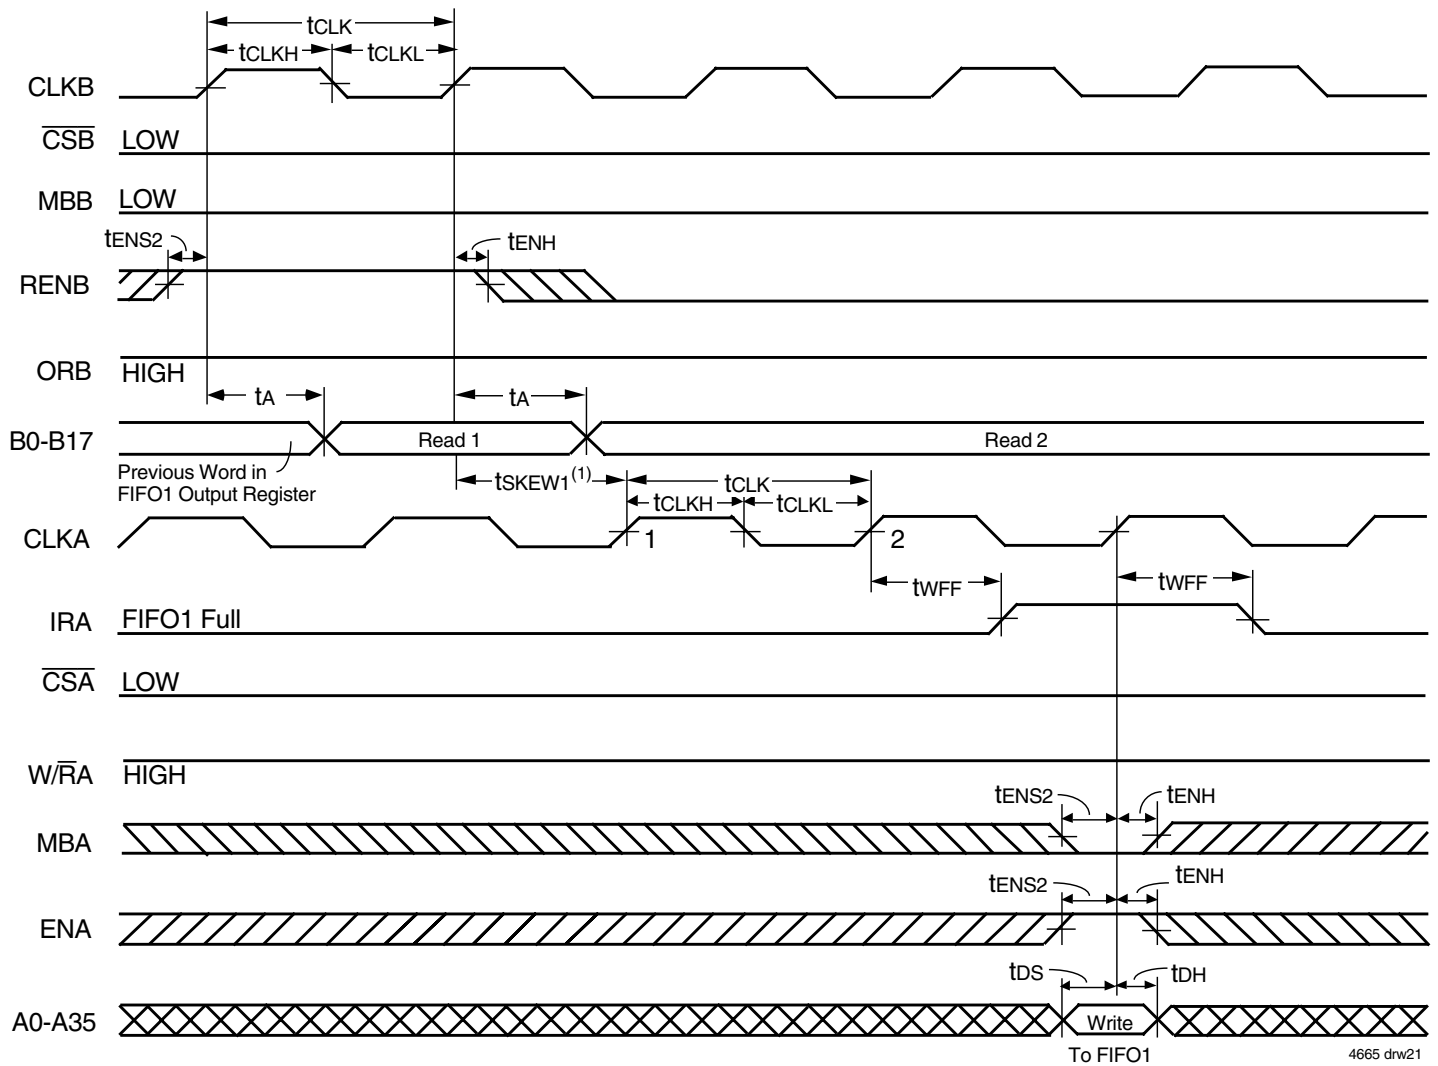 tCLK
tCLKH tCLKL
CLKB
CSB LOW
MBB LOW
tENS2 tENH
RENB
ORB HIGH
tA tA
B0-B17 Read 1 Read 2
Previous Word in
FIFO1 Output Register
tSKEW1(1) tCLK
tCLKH tCLKL
CLKA 1 2
tWFF tWFF
IRA FIFO1 Full
CSA LOW
W/RA HIGH
tENS2 tENH
MBA
tENS2 tENH
ENA
tDS tDH
A0-A35 Write
To FIFO1
4665 drw21